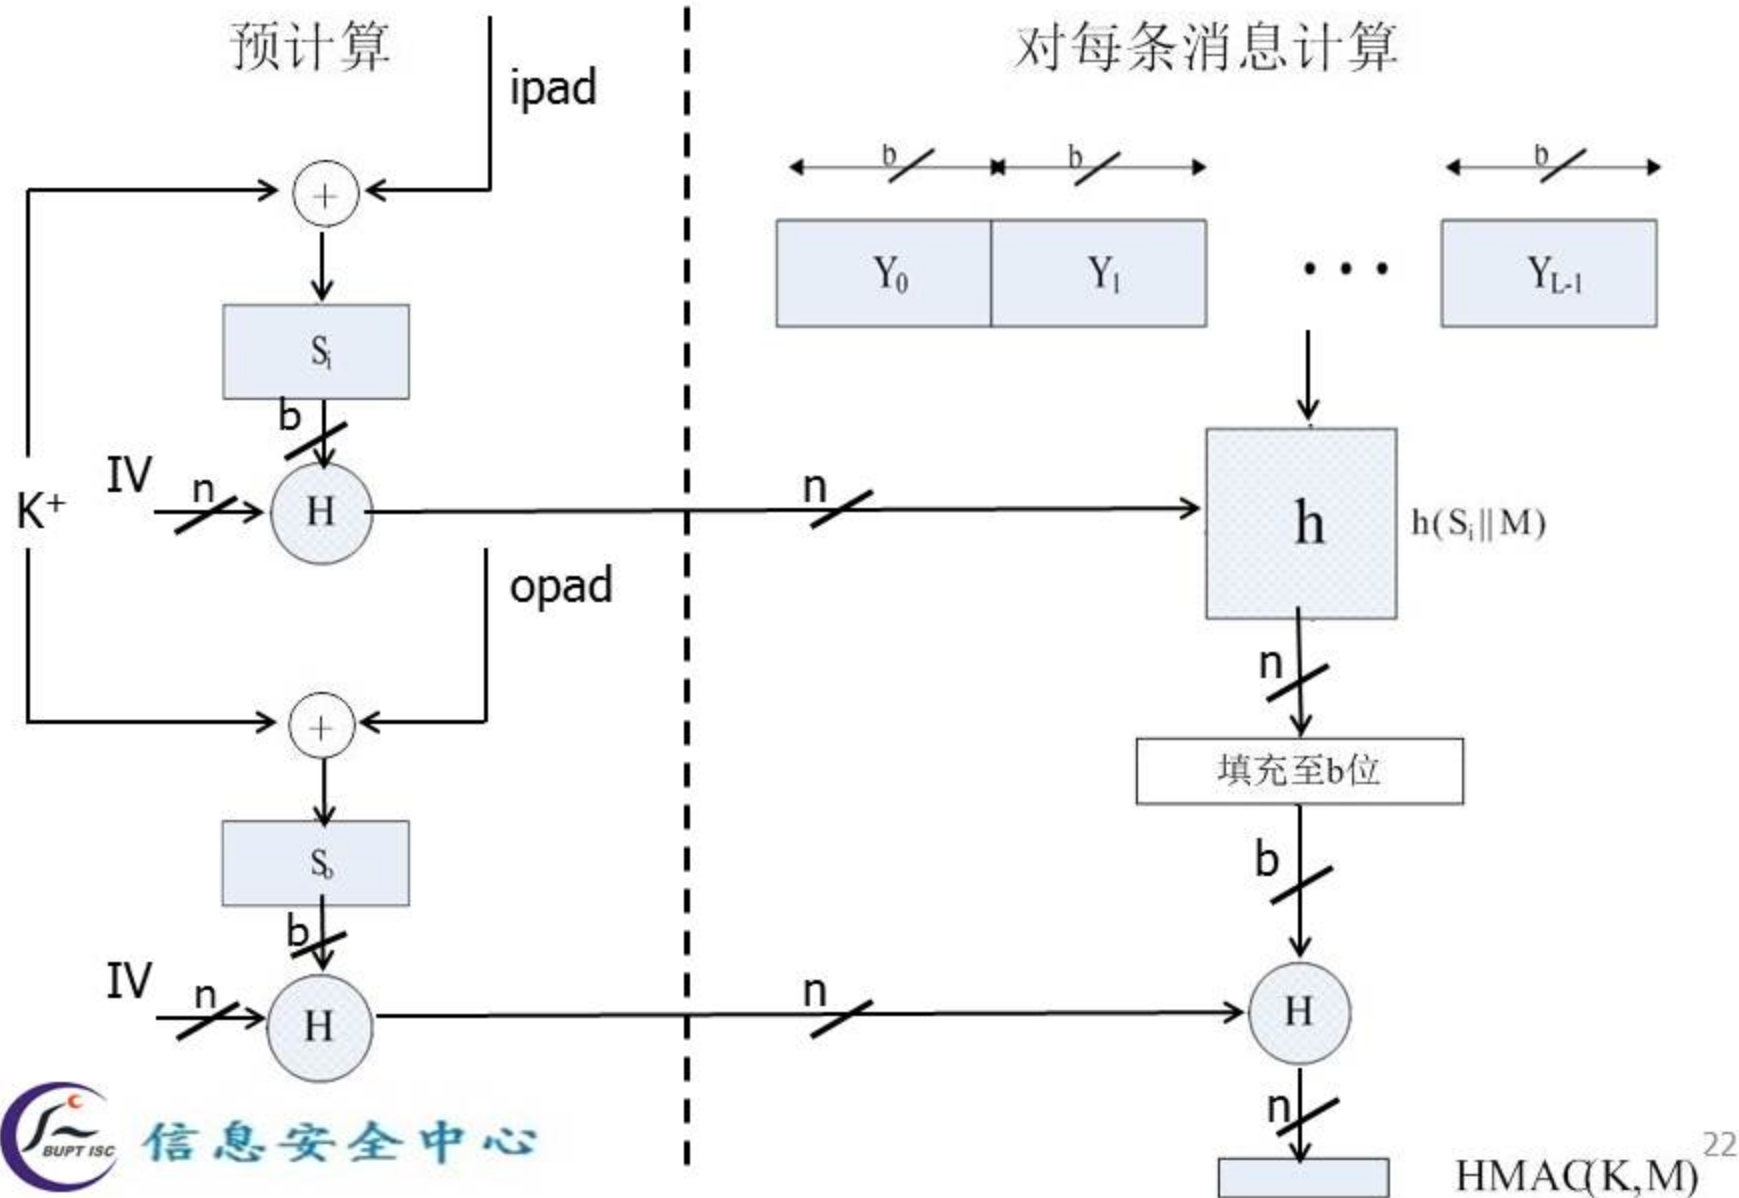 预计算
对每条消息计算
ipad
b
b
b
+
Y0
Y1
• • •
YL-1
Si
b
IV
n
H
n
K+
h
h(Si||M)
opad
n
+
填充至b位
So
b
b
IV
n
H
n
H
n
BUPT ISC
信息安全中心
HMAC(K,M)
22